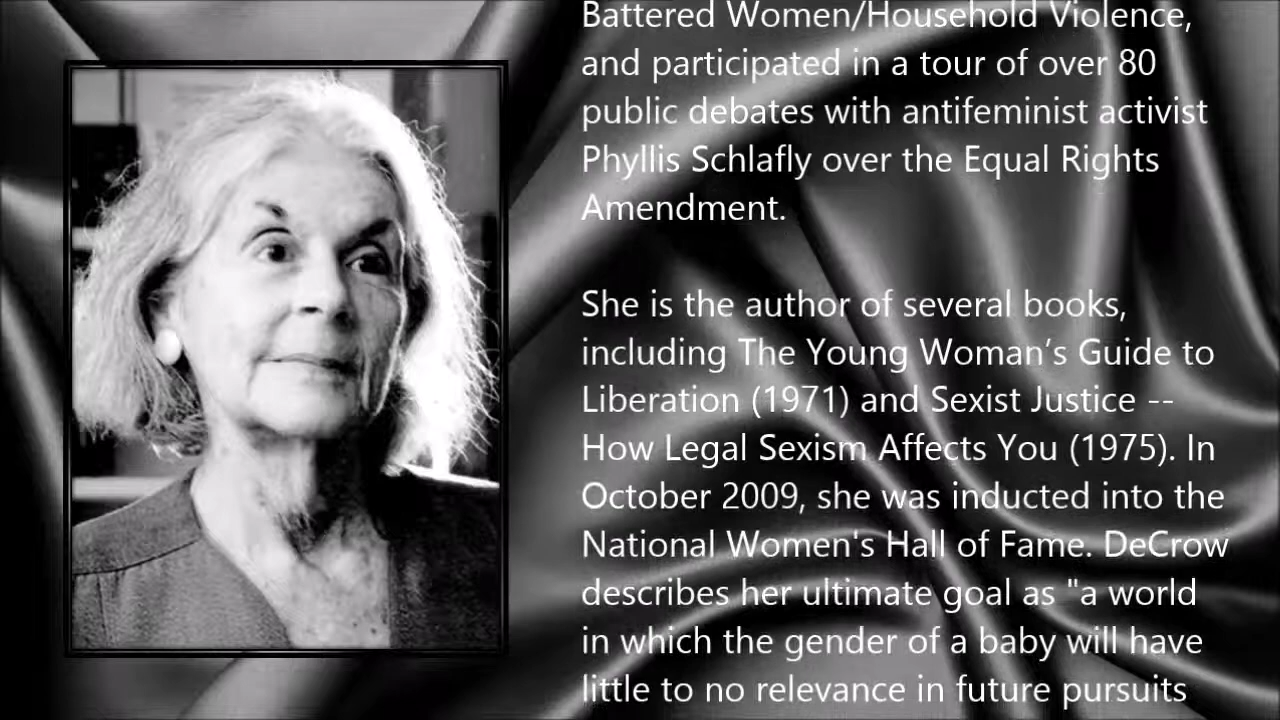 Battered Women/Household Violence,
and participated in a tour of over 80
public debates with antifeminist activist
Phyllis Schlafly over the Equal Rights
Amendment.
She is the author of several books,
including The Young Woman’s Guide to
Liberation (1971) and Sexist Justice --
How Legal Sexism Affects You (1975). In
October 2009, she was inducted into the
National Women's Hall of Fame. DeCrow
describes her ultimate goal as "a world
in which the gender of a baby will have
little to no relevance in future pursuits